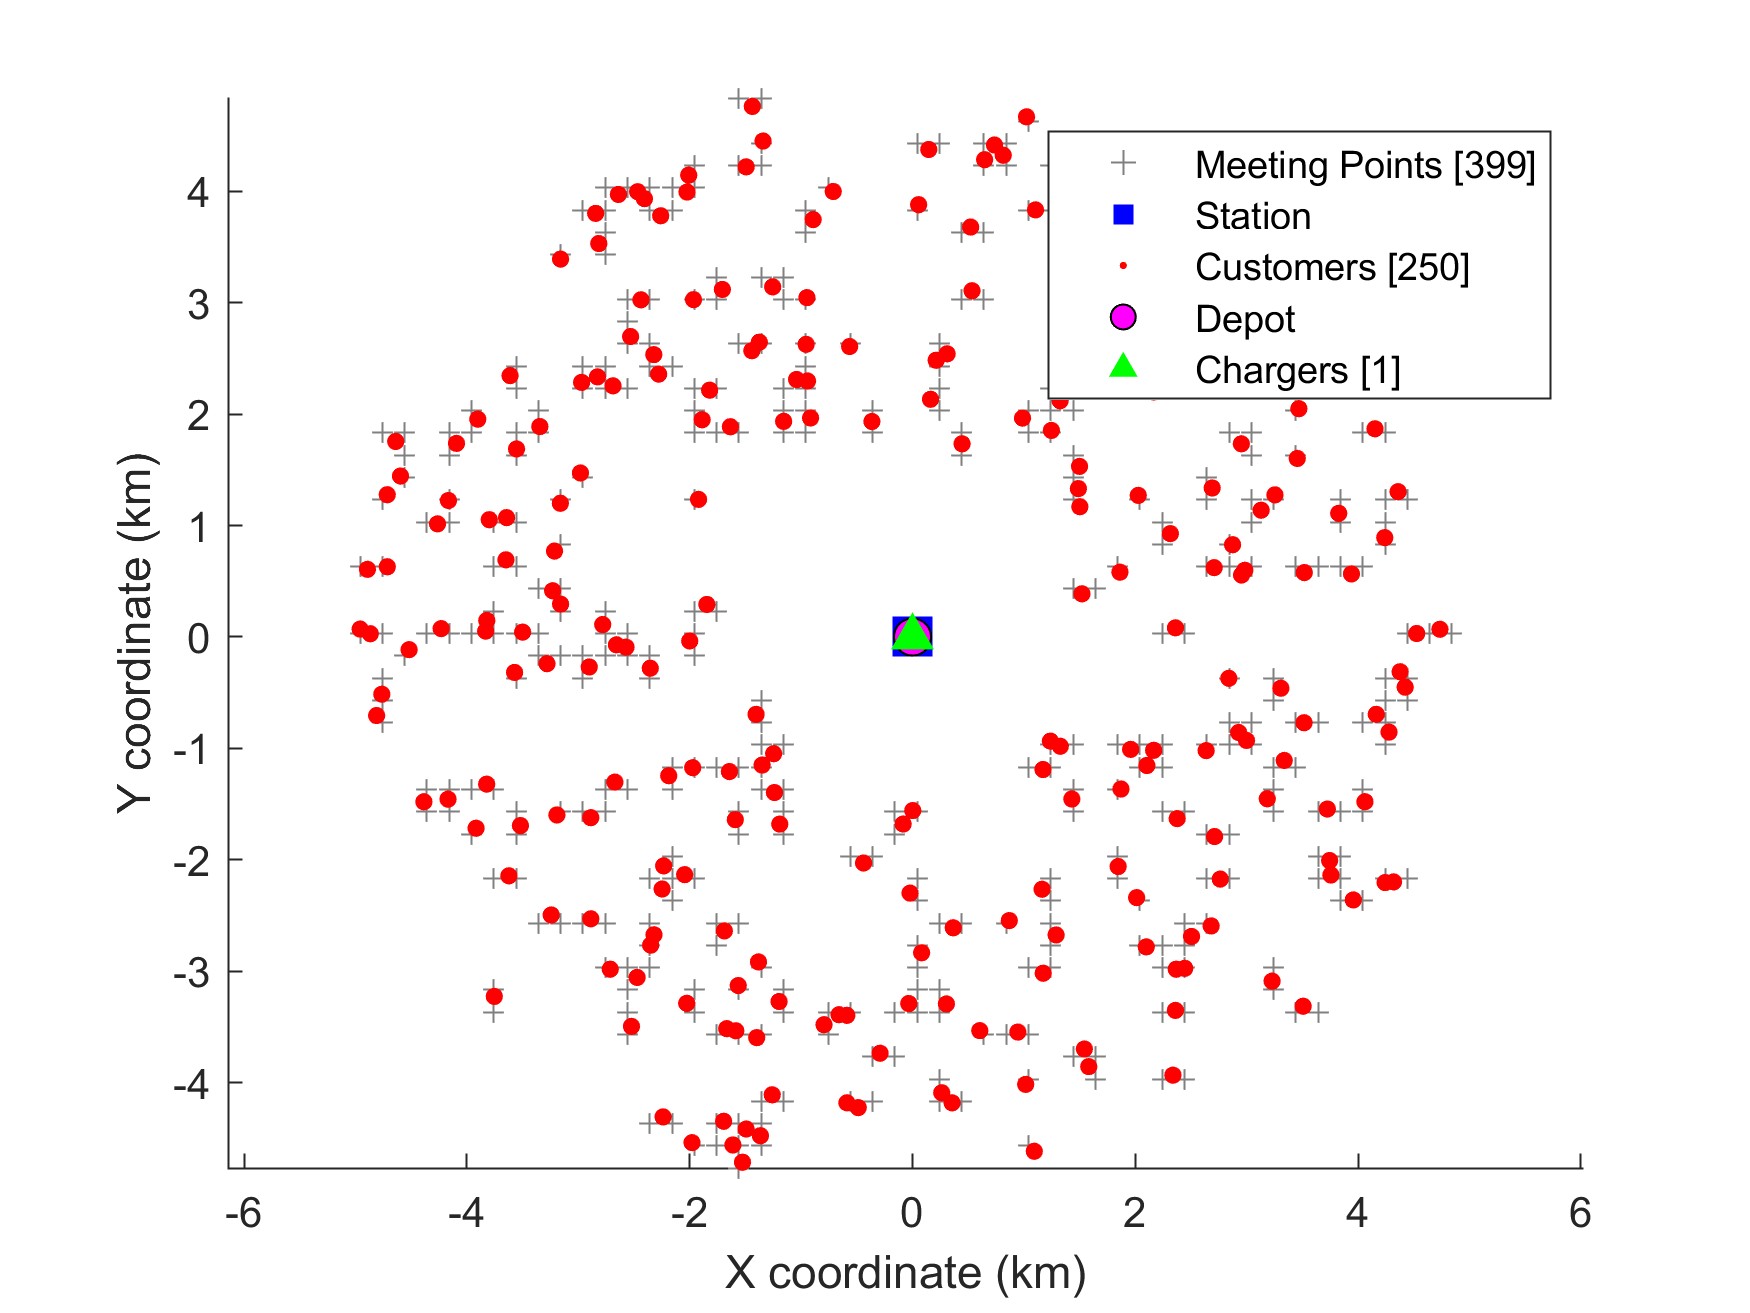 Meeting Points [399]
Station
Customers [250]
Depot
Chargers [1]
4
3
2
1
0
-1
-2
-3
-4
Y coordinate (km)
-6 -4 -2 0 2 4 6
X coordinate (km)